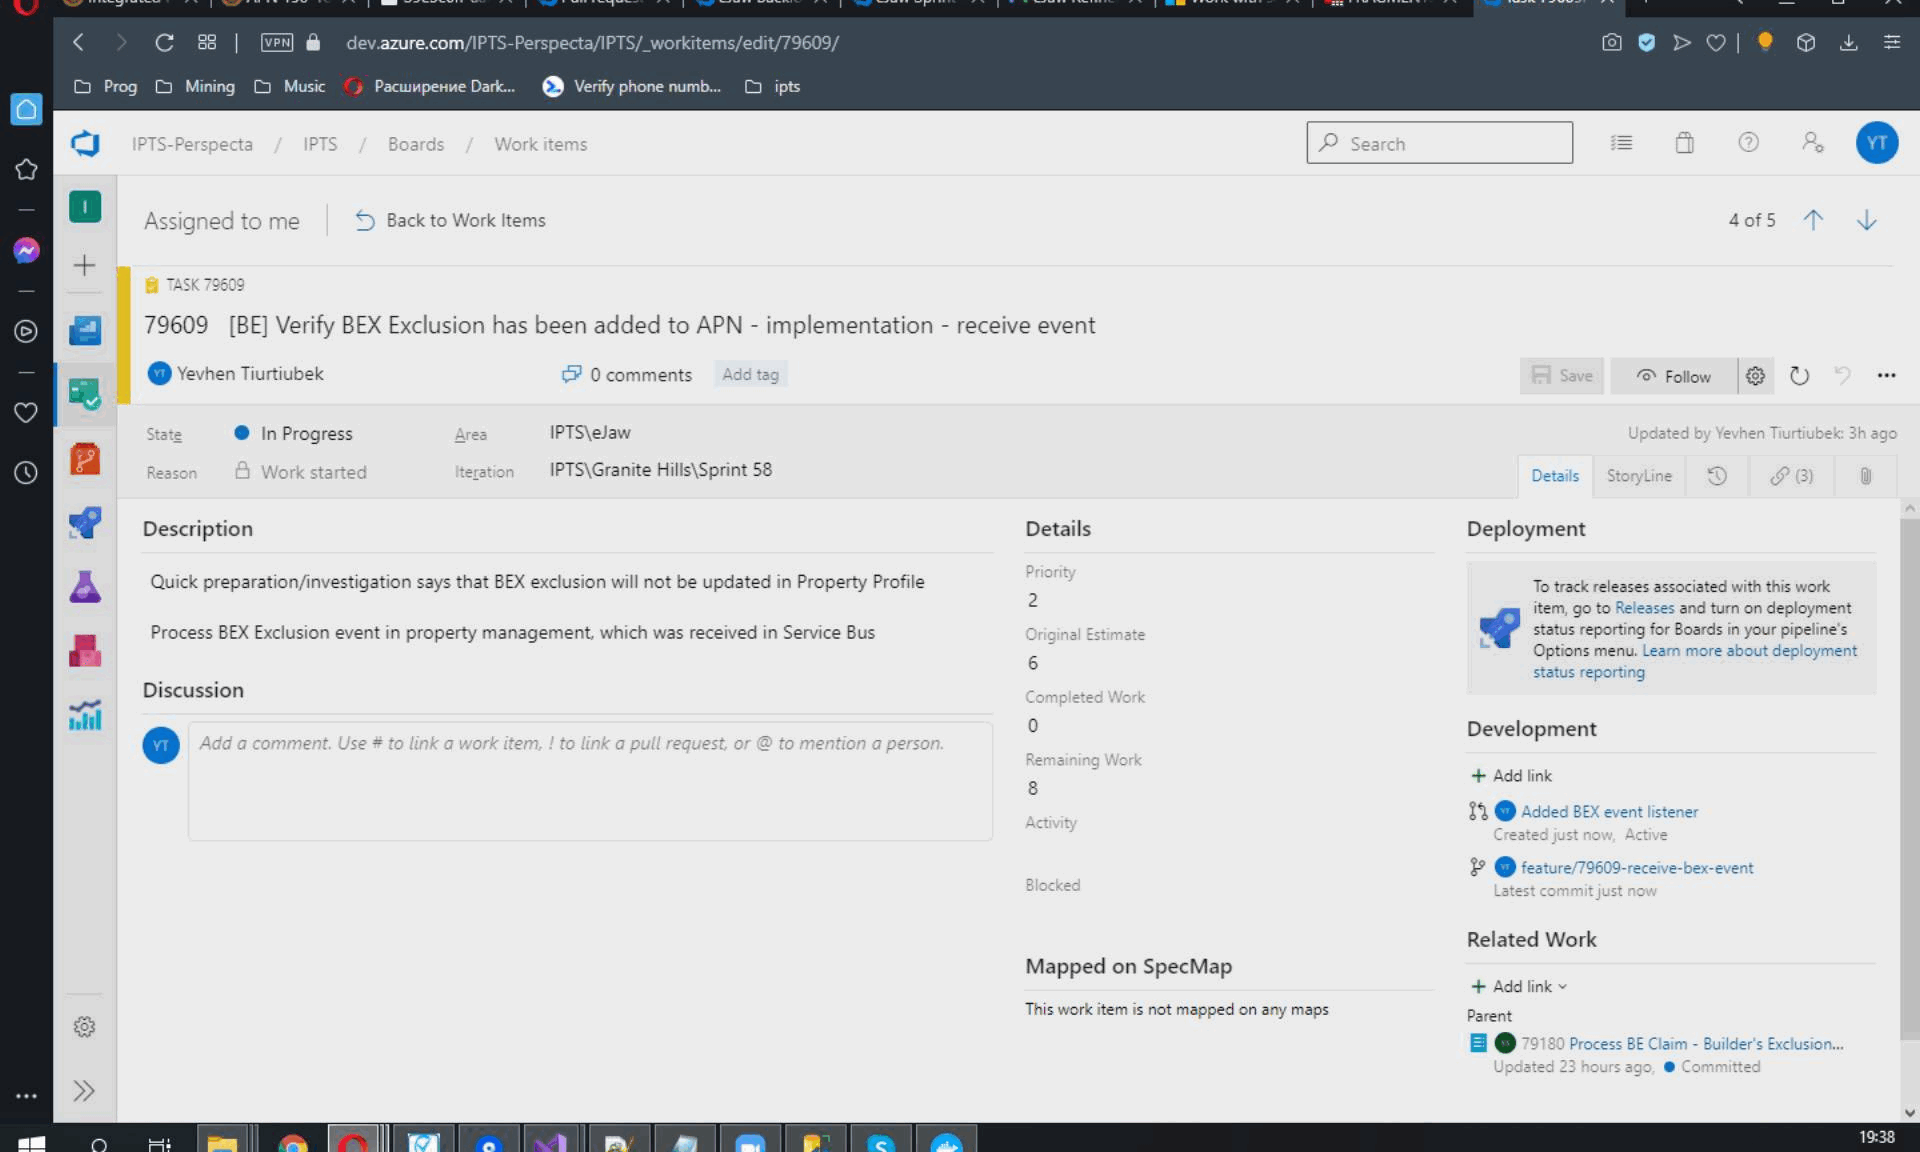 VPN
dev.azure.com/IPTS-Perspecta/IPTS/_workitems/edit/79609/
Prog
Mining
Music
Расширение Dark...
Verify phone numb...
ipts
IPTS-Perspecta / IPTS / Boards / Work items
Search
YT
I
Assigned to me
Back to Work Items
4 of 5
TASK 79609
79609 [BE] Verify BEX Exclusion has been added to APN - implementation - receive event
YT Yevhen Tiurtiubek
0 comments
Add tag
Save
Follow
State
In Progress
Area
IPTS\eJaw
Updated by Yevhen Tiurtiubek: 3h ago
Reason
Work started
Iteration
IPTS\Granite Hills\Sprint 58
Details
StoryLine
(3)
Description
Quick preparation/investigation says that BEX exclusion will not be updated in Property Profile
Process BEX Exclusion event in property management, which was received in Service Bus
Discussion
YT
Add a comment. Use # to link a work item, ! to link a pull request, or @ to mention a person.
Details
Priority
2
Original Estimate
6
Completed Work
0
Remaining Work
8
Activity
Blocked
Mapped on SpecMap
This work item is not mapped on any maps
Deployment
To track releases associated with this work
item, go to Releases and turn on deployment
status reporting for Boards in your pipeline's
Options menu. Learn more about deployment
status reporting
Development
Add link
YT Added BEX event listener
Created just now, Active
YT feature/79609-receive-bex-event
Latest commit just now
Related Work
Add link
Parent
79180 Process BE Claim - Builder's Exclusion...
Updated 23 hours ago, Committed
19:38